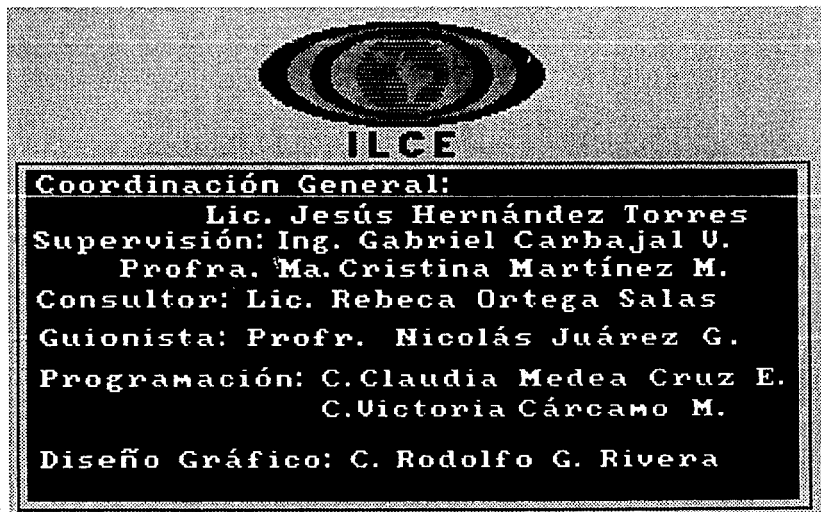 ILCE
Coordinación General:
Lic. Jesús Hernández Torres
Supervisión: Ing. Gabriel Carbajal V.
Profra. Ma. Cristina Martínez M.
Consultor: Lic. Rebeca Ortega Salas
Guionista: Profr. Nicolás Juárez G.
Programación: C.Claudia Medea Cruz E.
C.Victoria Cárcamo M.
Diseño Gráfico: C. Rodolfo G. Rivera